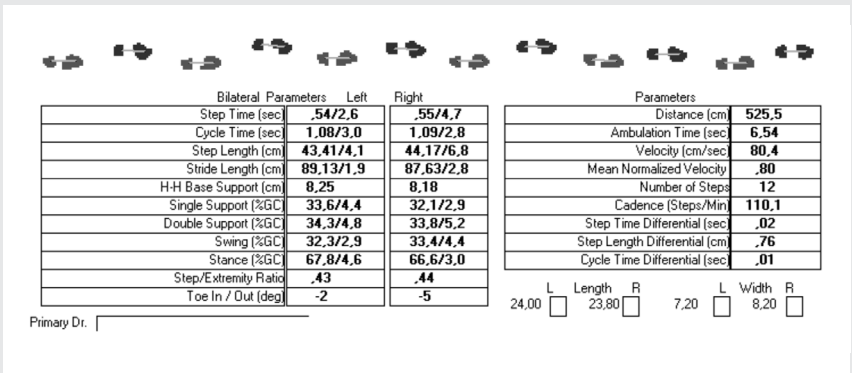 Bilateral Parameters Left Right
Step Time (sec) ,54/2,6 ,55/4,7
Cycle Time (sec) 1,08/3,0 1,09/2,8
Step Length (cm) 43,41/4,1 44,17/6,8
Stride Length (cm) 89,13/1,9 87,63/2,8
H-H Base Support (cm) 8,25 8,18
Single Support (%GC) 33,6/4,4 32,1/2,9
Double Support (%GC) 34,3/4,8 33,8/5,2
Swing (%GC) 32,3/2,9 33,4/4,4
Stance (%GC) 67,8/4,6 66,6/3,0
Step/Extremity Ratio ,43 ,44
Toe In / Out (deg) -2 -5
Primary Dr.
Parameters
Distance (cm) 525,5
Ambulation Time (sec) 6,54
Velocity (cm/sec) 80,4
Mean Normalized Velocity ,80
Number of Steps 12
Cadence (Steps/Min) 110,1
Step Time Differential (sec) ,02
Step Length Differential (cm) ,76
Cycle Time Differential (sec) ,01
L Length R L Width R
24,00 23,80 7,20 8,20